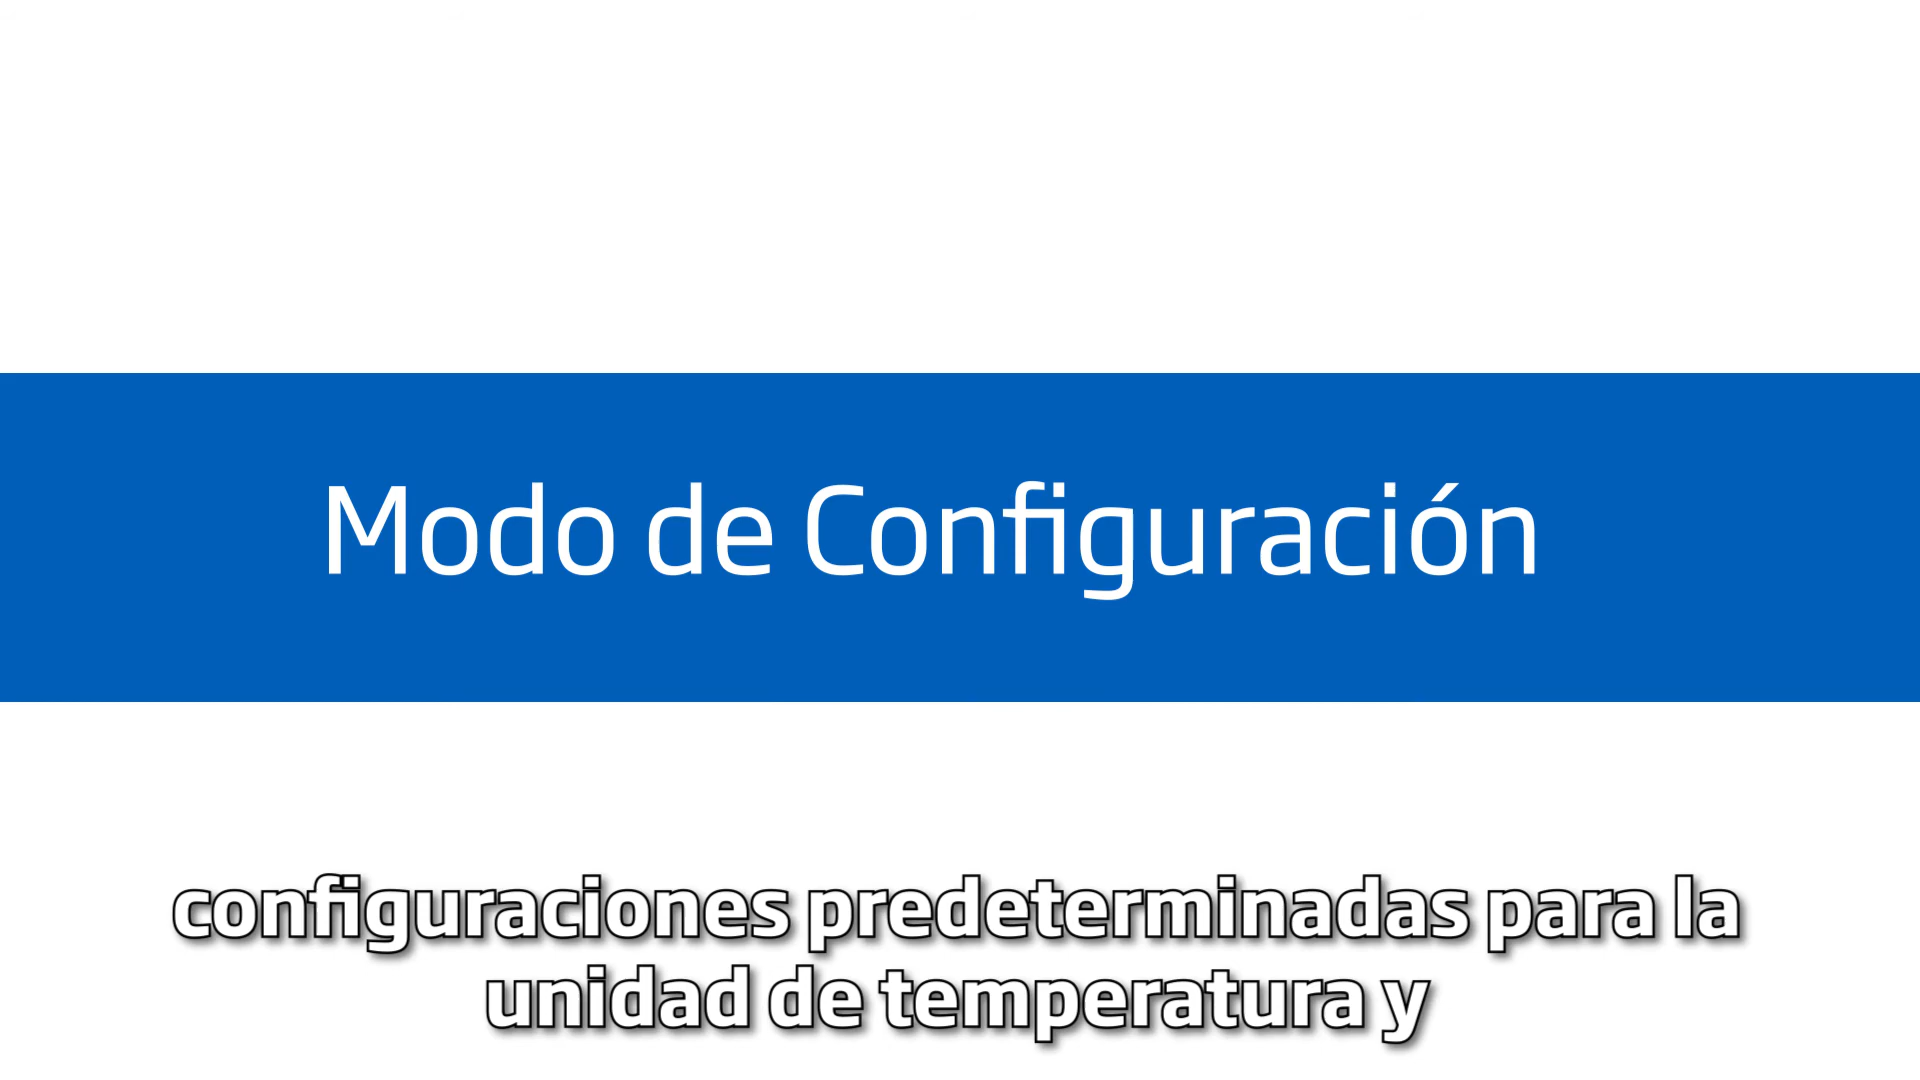 Modo de Configuración
configuraciones predeterminadas para la
unidad de temperatura y